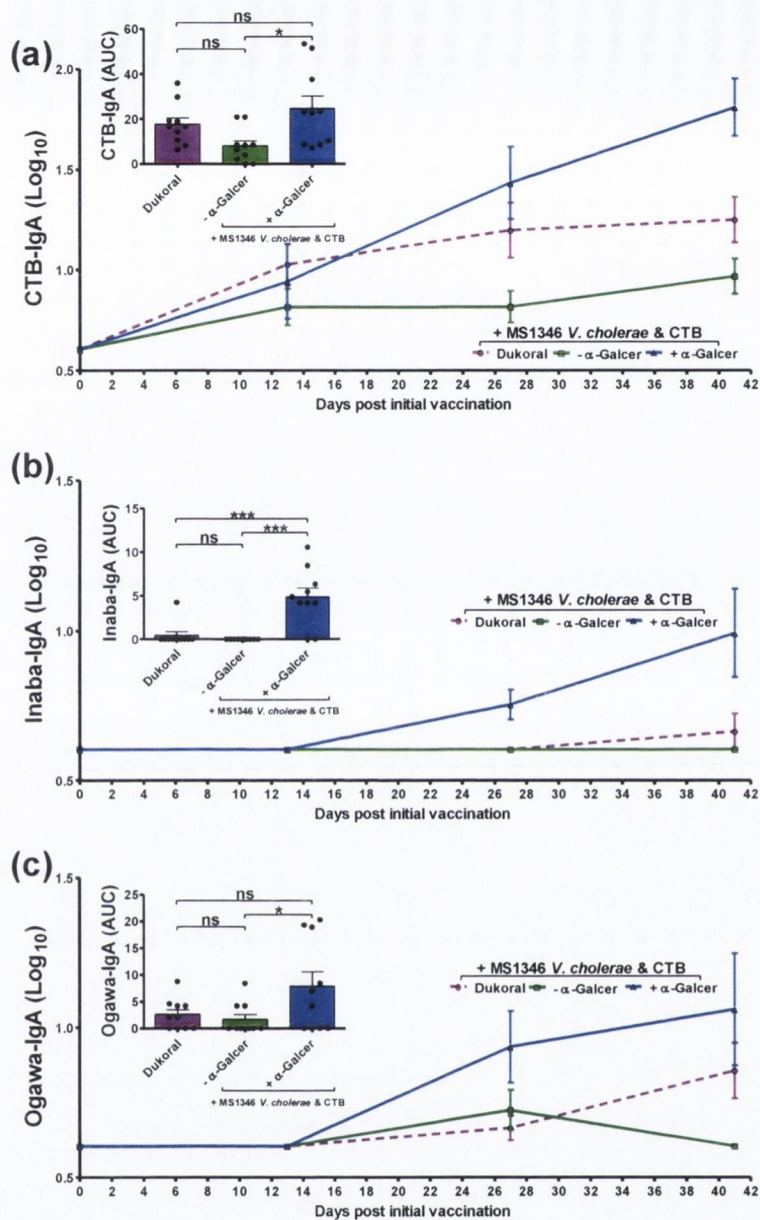 (a)
CTB-IgA (Log10)
2.0
1.5
1.0
0.5
CTB-IgA (AUC)
60
40
20
0
ns
ns
*
Dukoral
- α-Galcer
+ α-Galcer
+ MS1346 V. cholerae & CTB
+ MS1346 V. cholerae & CTB
Dukoral - α-Galcer + α-Galcer
0 2 4 6 8 10 12 14 16 18 20 22 24 26 28 30 32 34 36 38 40 42
Days post initial vaccination
(b)
Inaba-IgA (Log10)
1.5
1.0
0.5
Inaba-IgA (AUC)
15
10
5
0
***
ns
***
Dukoral
- α-Galcer
+ α-Galcer
+ MS1346 V. cholerae & CTB
+ MS1346 V. cholerae & CTB
Dukoral - α-Galcer + α-Galcer
0 2 4 6 8 10 12 14 16 18 20 22 24 26 28 30 32 34 36 38 40 42
Days post initial vaccination
(c)
Ogawa-IgA (Log10)
1.5
1.0
0.5
Ogawa-IgA (AUC)
25
20
15
10
5
0
ns
ns
*
Dukoral
- α-Galcer
+ α-Galcer
+ MS1346 V. cholerae & CTB
+ MS1346 V. cholerae & CTB
Dukoral - α-Galcer + α-Galcer
0 2 4 6 8 10 12 14 16 18 20 22 24 26 28 30 32 34 36 38 40 42
Days post initial vaccination